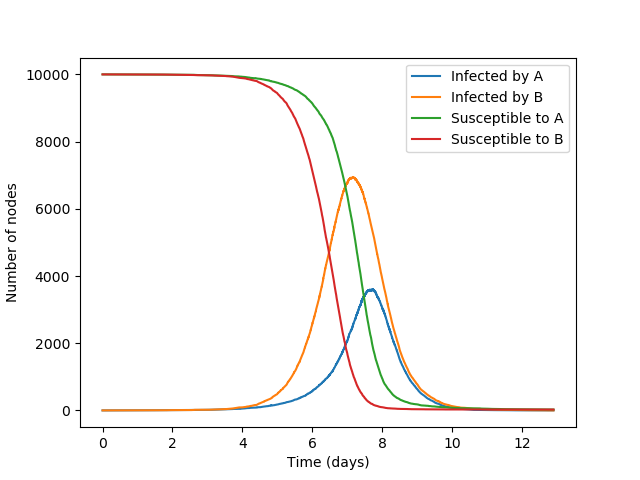 Infected by A
Infected by B
Susceptible to A
Susceptible to B
10000
8000
6000
4000
2000
0
Number of nodes
0 2 4 6 8 10 12
Time (days)